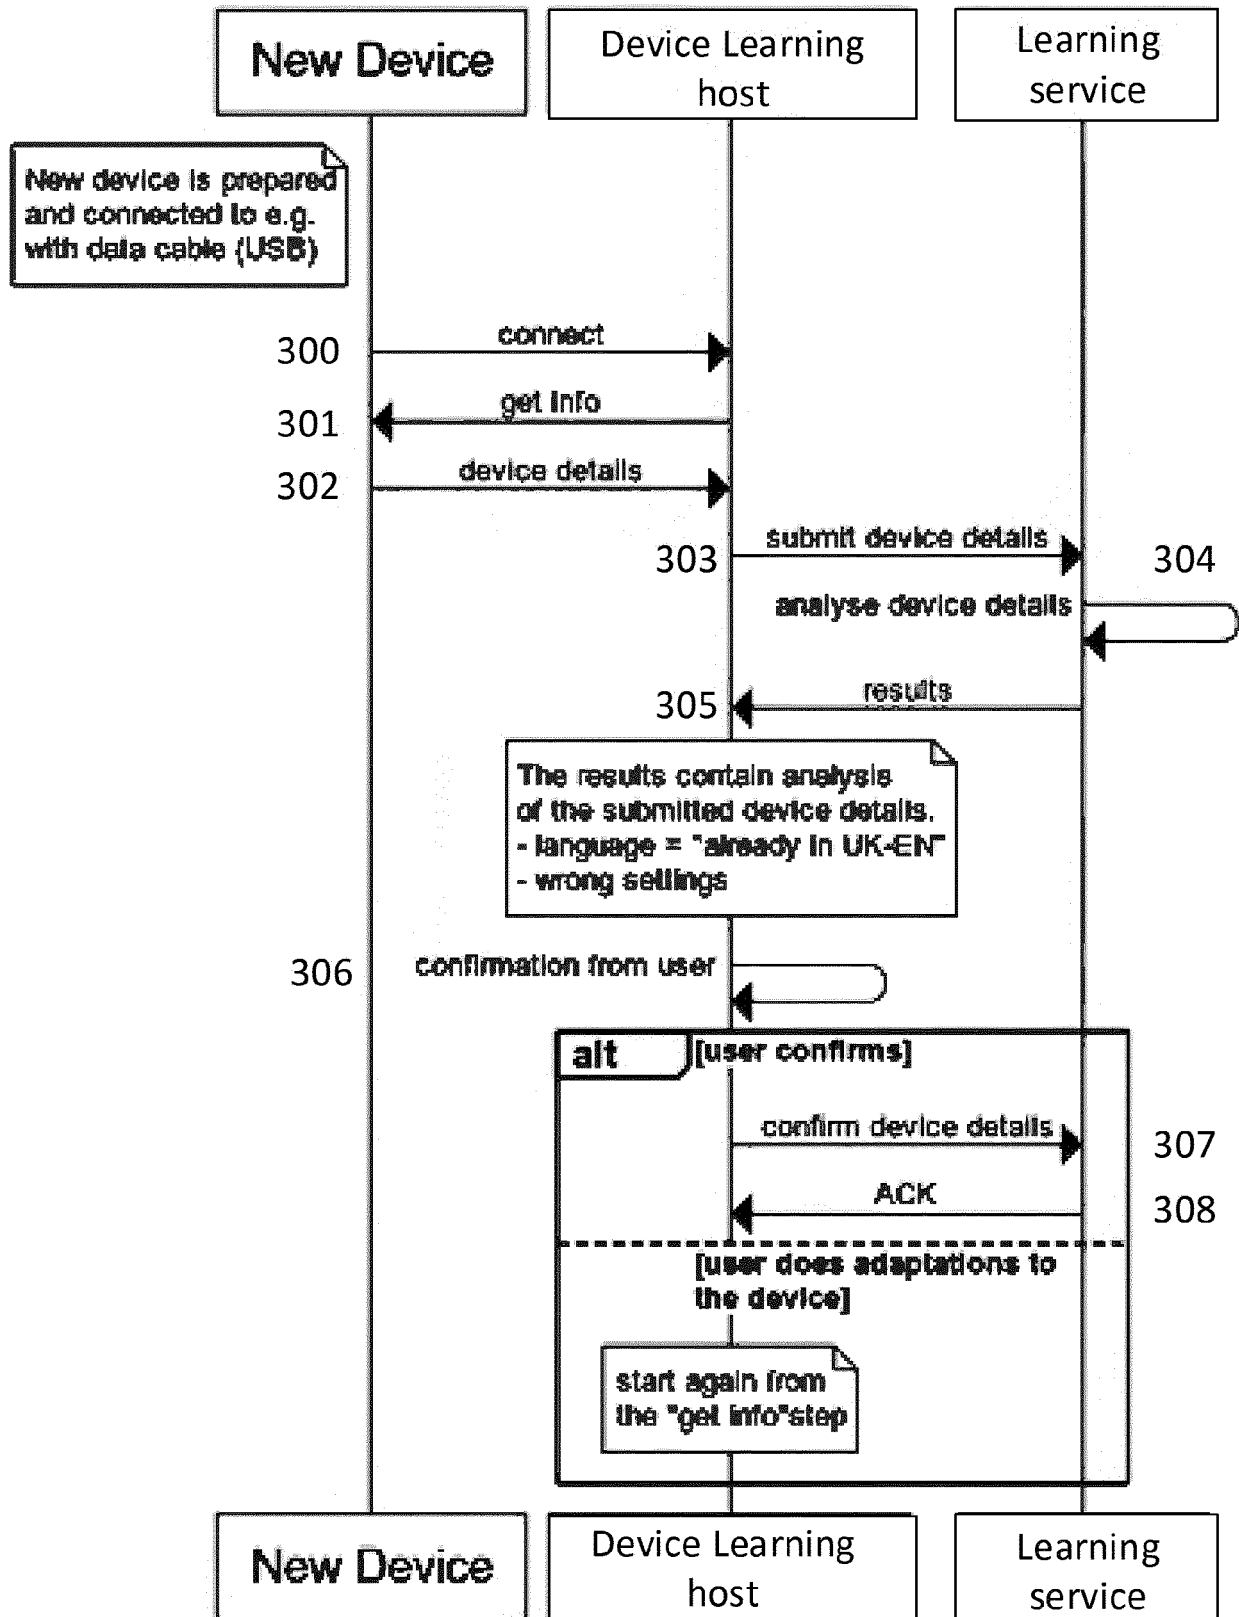 New Device
Device Learning
host
Learning
service
New device is prepared
and connected to e.g.
with data cable (USB)
300
connect
301
get info
302
device details
303
submit device details
304
analyse device details
305
results
The results contain analysis
of the submitted device details.
- language = "already in UK-EN"
- wrong settings
306
confirmation from user
alt
[user confirms]
confirm device details
307
ACK
308
[user does adaptations to
the device]
start again from
the "get info"step
New Device
Device Learning
host
Learning
service